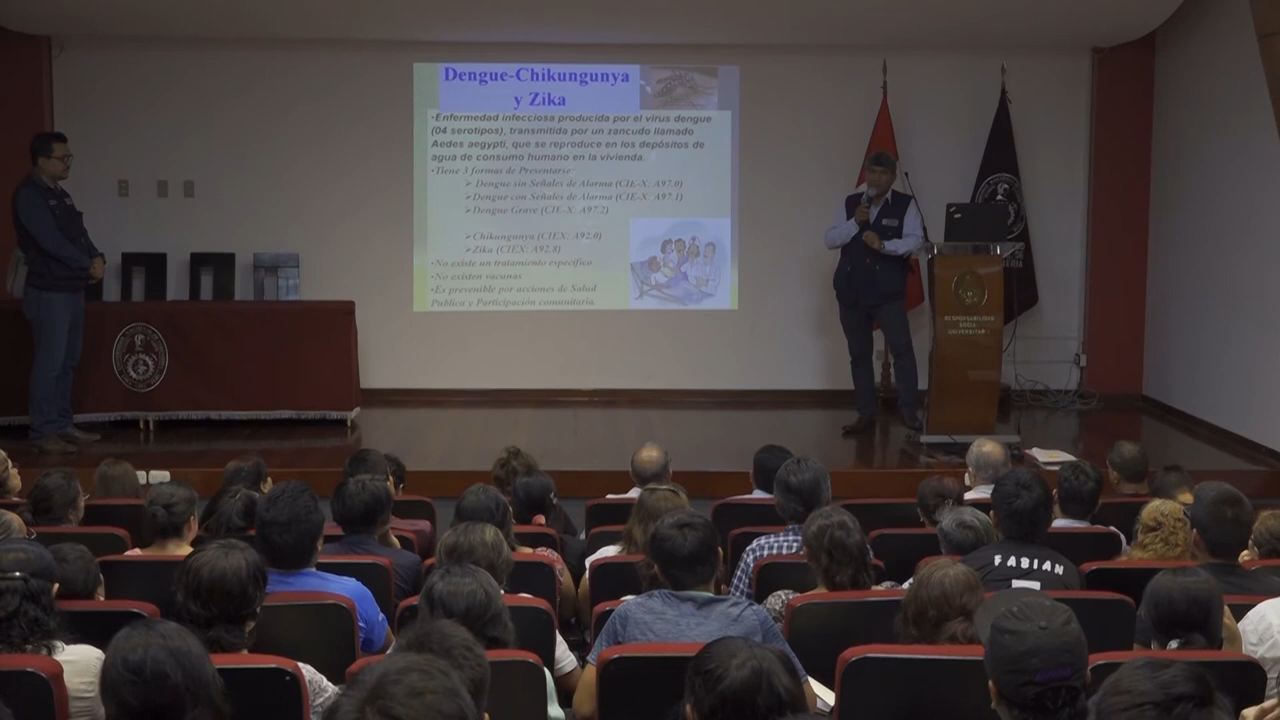 Dengue-Chikungunya
y Zika
•Enfermedad infecciosa producida por el virus dengue
(04 serotipos), transmitida por un zancudo llamado
Aedes aegypti, que se reproduce en los depósitos de
agua de consumo humano en la vivienda.
•Tiene 3 formas de Presentarse:
➢ Dengue sin Señales de Alarma (CIE-X: A97.0)
➢ Dengue con Señales de Alarma (CIE-X: A97.1)
➢ Dengue Grave (CIE-X: A97.2)
➢Chikungunya (CIEX: A92.0)
➢Zika (CIEX: A92.8)
•No existe un tratamiento específico
•No existen vacunas
•Es prevenible por acciones de Salud
Publica y Participación comunitaria.
RESPONSABILIDAD
SOCIAL
UNIVERSITARIA
FABIAN